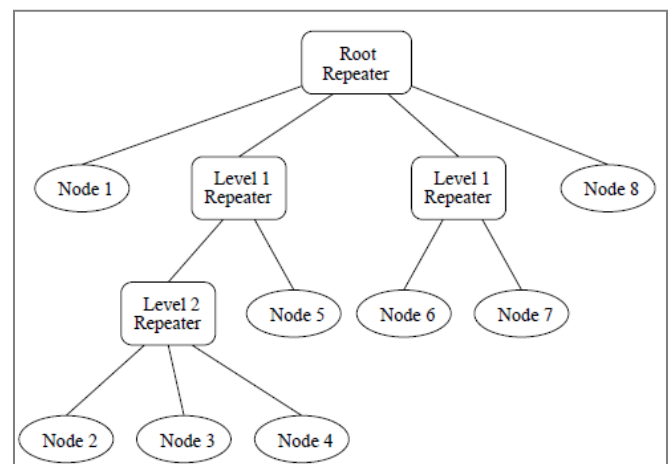 Root
Repeater
Node 1
Level 1
Repeater
Level 1
Repeater
Node 8
Level 2
Repeater
Node 5
Node 6
Node 7
Node 2
Node 3
Node 4